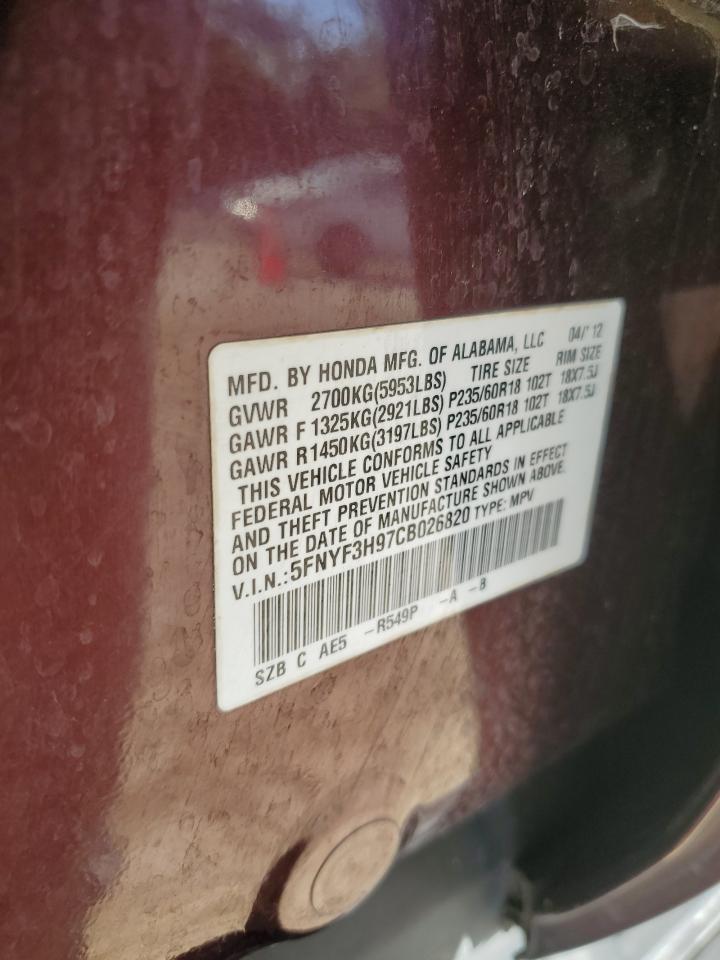 MFD. BY HONDA MFG. OF ALABAMA, LLC 04/'12
GVWR 2700KG(5953LBS) TIRE SIZE RIM SIZE
GAWR F 1325KG(2921LBS) P235/60R18 102T 18X7.5J
GAWR R1450KG(3197LBS) P235/60R18 102T 18X7.5J
THIS VEHICLE CONFORMS TO ALL APPLICABLE
FEDERAL MOTOR VEHICLE SAFETY
AND THEFT PREVENTION STANDARDS IN EFFECT
ON THE DATE OF MANUFACTURE SHOWN ABOVE.
V.I.N.:5FNYF3H97CB026820 TYPE: MPV
SZB C AE5 -R549P -A -B